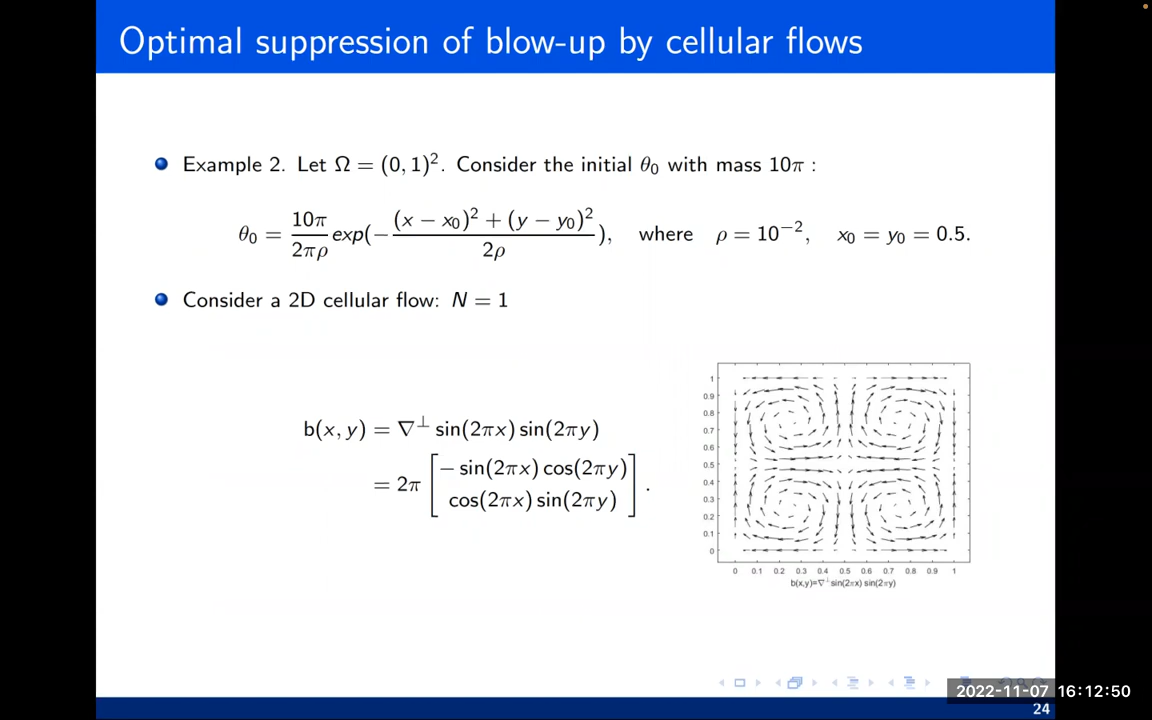 Optimal suppression of blow-up by cellular flows
Example 2. Let Ω = (0, 1)². Consider the initial θ₀ with mass 10π :
θ₀ = \frac{10π}{2πρ} exp(−\frac{(x − x₀)² + (y − y₀)²}{2ρ}), where ρ = 10⁻², x₀ = y₀ = 0.5.
Consider a 2D cellular flow: N = 1
b(x, y) = ∇^⊥ sin(2πx) sin(2πy)
= 2π [ − sin(2πx) cos(2πy)
cos(2πx) sin(2πy) ] .
1
0.9
0.8
0.7
0.6
0.5
0.4
0.3
0.2
0.1
0
0 0.1 0.2 0.3 0.4 0.5 0.6 0.7 0.8 0.9 1
b(x,y)=∇^⊥ sin(2πx) sin(2πy)
2022-11-07 16:12:50
24